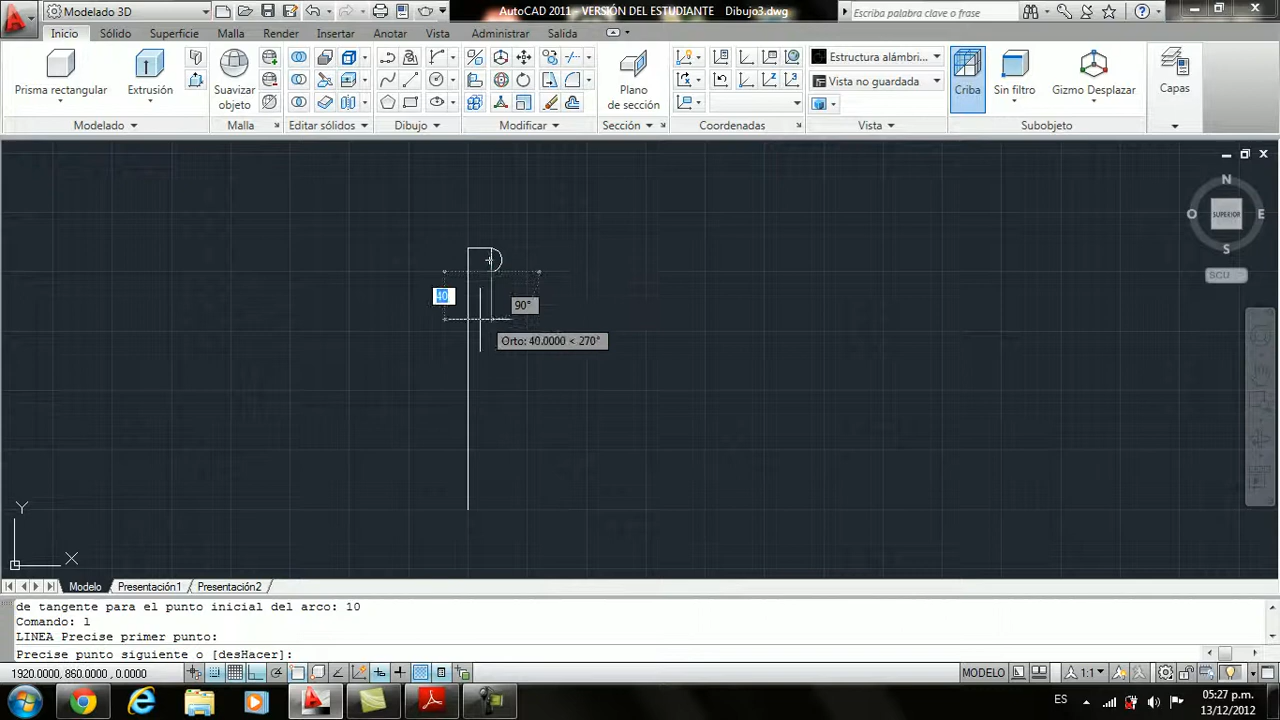 Modelado 3D
AutoCAD 2011 - VERSIÓN DEL ESTUDIANTE Dibujo3.dwg
Escriba palabra clave o frase
Inicio Sólido Superficie Malla Render Insertar Anotar Vista Administrar Salida
Estructura alámbri...
Vista no guardada
Prisma rectangular
Extrusión
Suavizar
objeto
Plano
de sección
Criba
Sin filtro
Gizmo Desplazar
Capas
Modelado
Malla
Editar sólidos
Dibujo
Modificar
Sección
Coordenadas
Vista
Subobjeto
N
O
SUPERIOR
E
S
SCU
40
90°
Orto: 40.0000 < 270°
Y
X
Modelo Presentación1 Presentación2
de tangente para el punto inicial del arco: 10
Comando: l
LINEA Precise primer punto:
Precise punto siguiente o [desHacer]:
1920.0000, 860.0000 , 0.0000
MODELO
1:1
ES
05:27 p.m.
13/12/2012